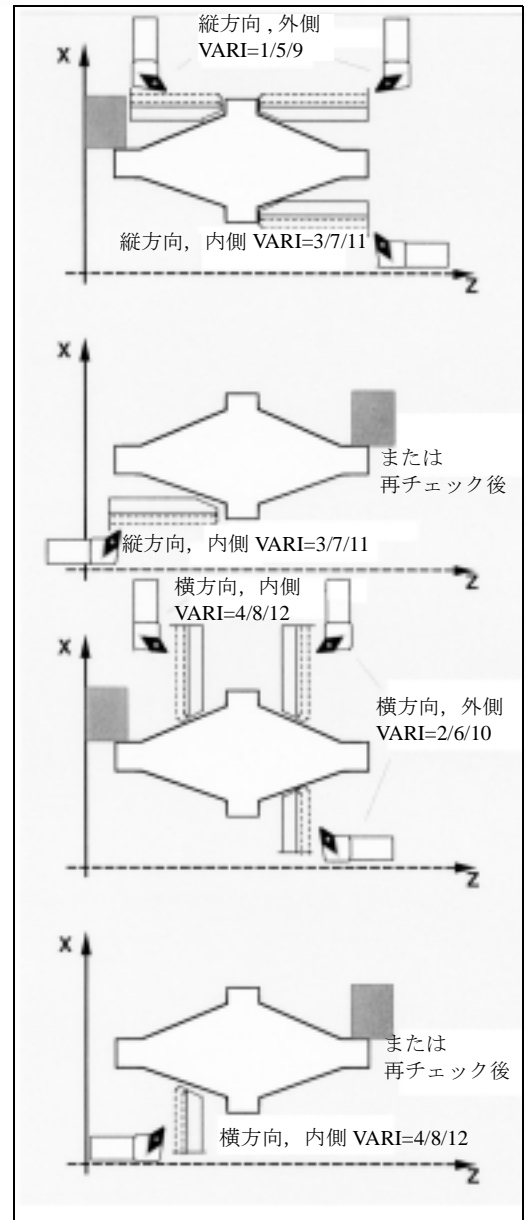 縦方向 , 外側
VARI=1/5/9
X
縦方向，内側 VARI=3/7/11
Z
X
または
再チェック後
縦方向，内側 VARI=3/7/11
Z
横方向，内側
VARI=4/8/12
X
横方向，外側
VARI=2/6/10
Z
X
または
再チェック後
横方向，内側 VARI=4/8/12
Z